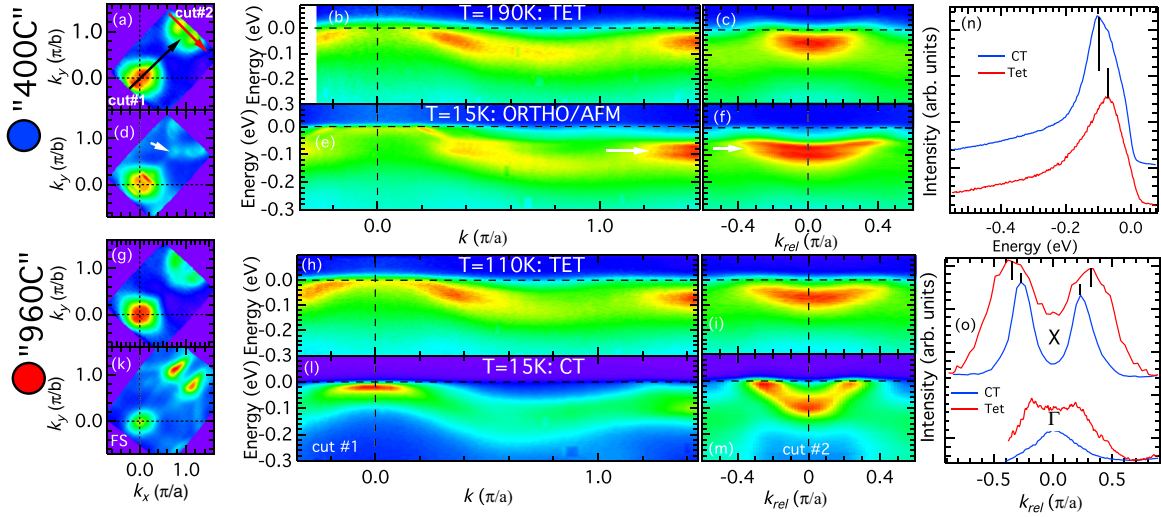 "400C"
"960C"
(a)
cut#2
cut#1
k_y (π/b)
1.0
0.0
(d)
k_y (π/b)
1.0
0.0
(g)
k_y (π/b)
1.0
0.0
(k)
FS
k_y (π/b)
1.0
0.0
0.0 1.0
k_x (π/a)
(b) T=190K: TET (c)
Energy (eV)
0.0
-0.1
-0.2
-0.3
T=15K: ORTHO/AFM
(e) (f)
Energy (eV)
0.0
-0.1
-0.2
-0.3
0.0 1.0
k (π/a)
-0.4 0 0.4
k_rel (π/a)
(h) T=110K: TET
(i)
Energy (eV)
0.0
-0.1
-0.2
-0.3
(l) T=15K: CT
cut #1
(m) cut #2
Energy (eV)
0.0
-0.1
-0.2
-0.3
0.0 1.0
k (π/a)
-0.4 0 0.4
k_rel (π/a)
(n)
CT
Tet
Intensity (arb. units)
-0.4 -0.2 0.0
Energy (eV)
(o)
X
CT
Tet
Γ
Intensity (arb. units)
-0.5 0.0 0.5
k_rel (π/a)